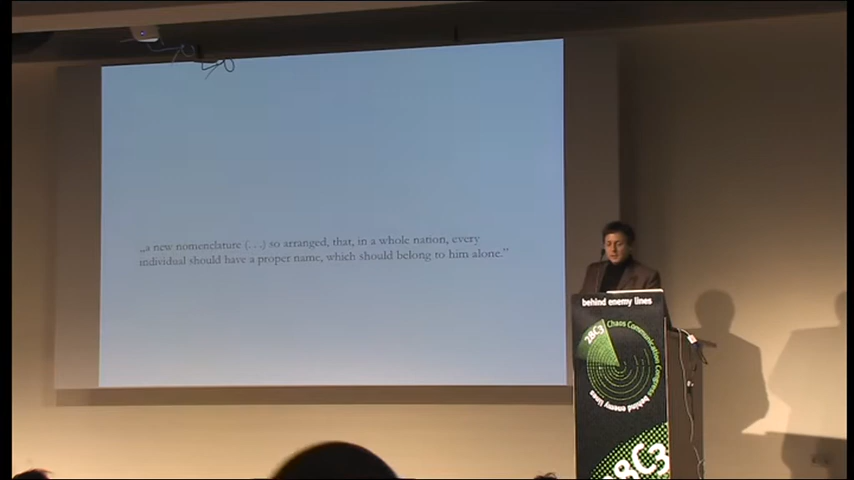 „a new nomenclature (. . .) so arranged, that, in a whole nation, every
individual should have a proper name, which should belong to him alone.”
behind enemy lines
28C3
Chaos Communication Congress
behind enemy lines
28C3